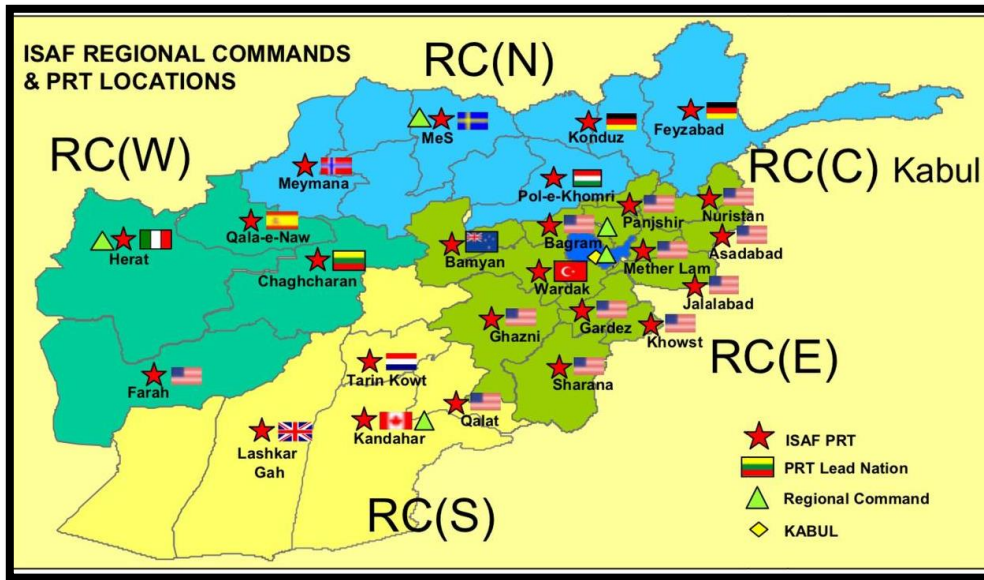 ISAF REGIONAL COMMANDS
& PRT LOCATIONS
RC(N)
RC(W)
RC(C) Kabul
MeS
Konduz
Feyzabad
Meymana
Pol-e-Khomri
Qala-e-Naw
Herat
Chaghcharan
Bamyan
Bagram
Panjshir
Nuristan
Asadabad
Mether Lam
Wardak
Jalalabad
Ghazni
Gardez
Khowst
RC(E)
Farah
Tarin Kowt
Sharana
Qalat
Kandahar
Lashkar
Gah
RC(S)
ISAF PRT
PRT Lead Nation
Regional Command
KABUL